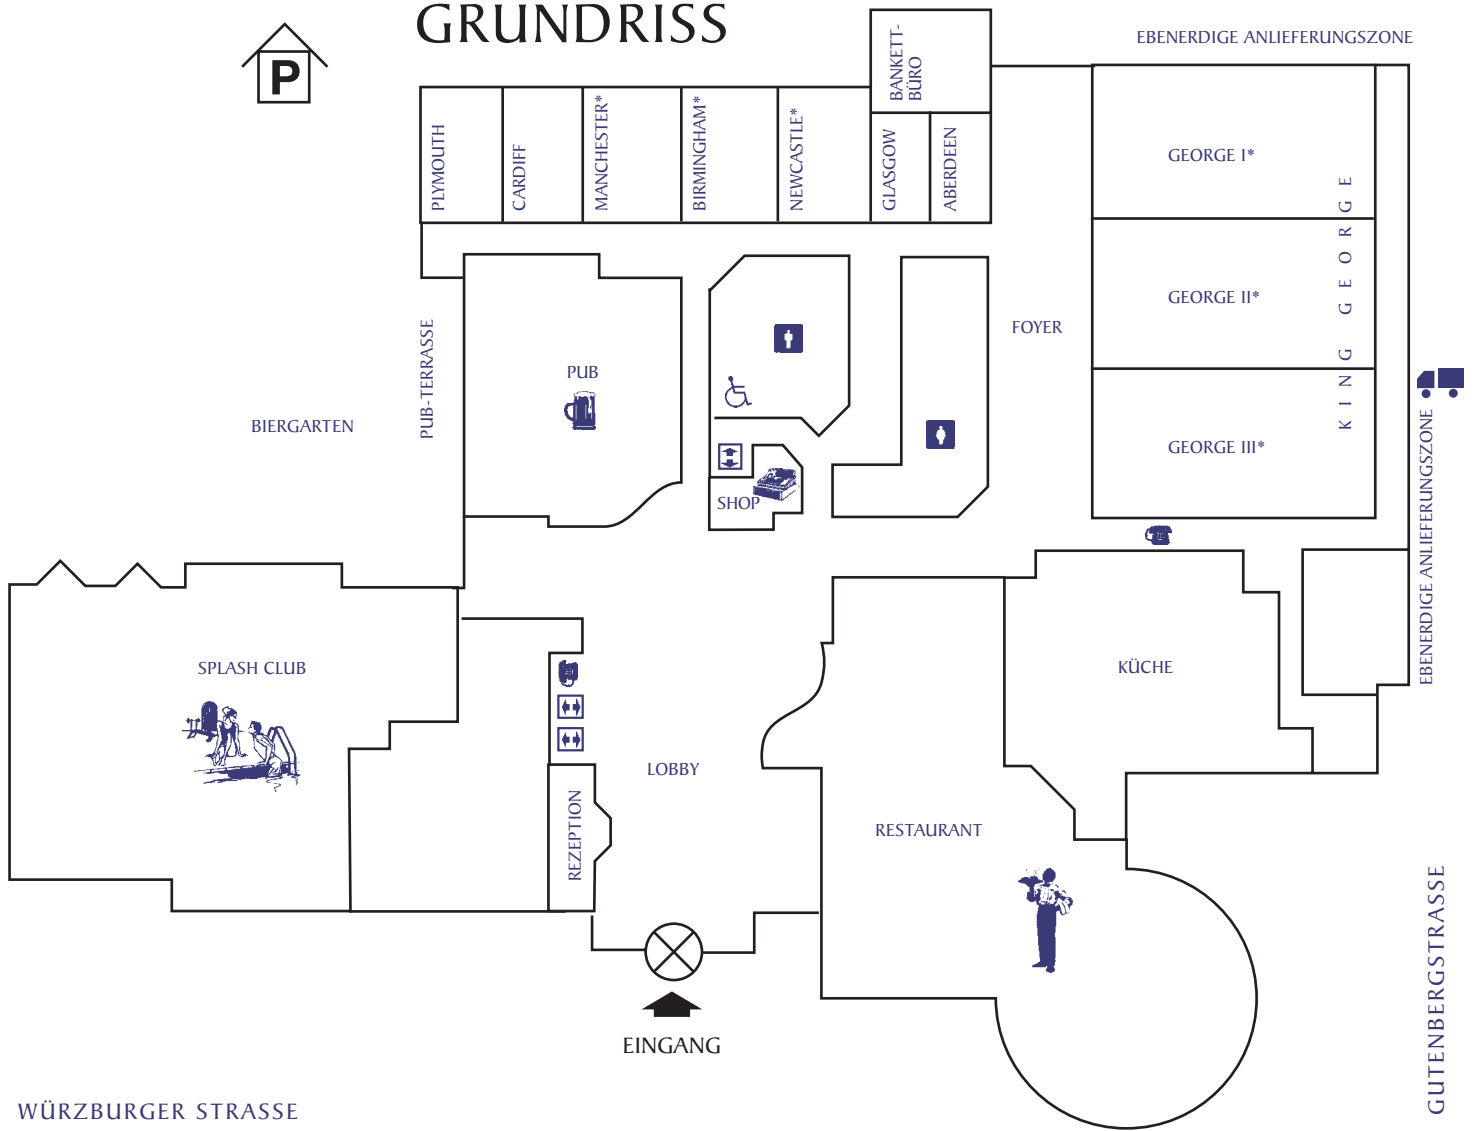 GRUNDRISS
P
EBENERDIGE ANLIEFERUNGSZONE
BANKETT-
BÜRO
PLYMOUTH
CARDIFF
MANCHESTER*
BIRMINGHAM*
NEWCASTLE*
GLASGOW
ABERDEEN
GEORGE I*
GEORGE II*
GEORGE III*
KING GEORGE
FOYER
PUB
PUB-TERRASSE
BIERGARTEN
SHOP
EBENERDIGE ANLIEFERUNGSZONE
SPLASH CLUB
KÜCHE
LOBBY
REZEPTION
RESTAURANT
EINGANG
GUTENBERGSTRASSE
WÜRZBURGER STRASSE